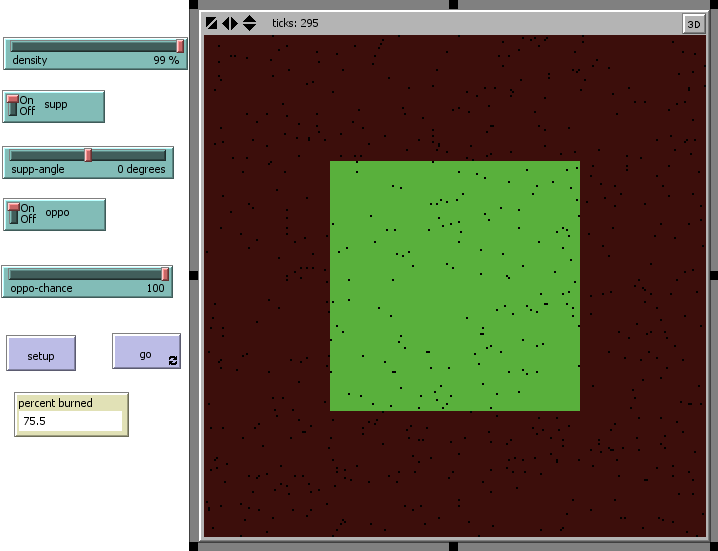 ticks: 295
3D
density 99 %
On
Off supp
supp-angle 0 degrees
On
Off oppo
oppo-chance 100
setup
go
percent burned
75.5